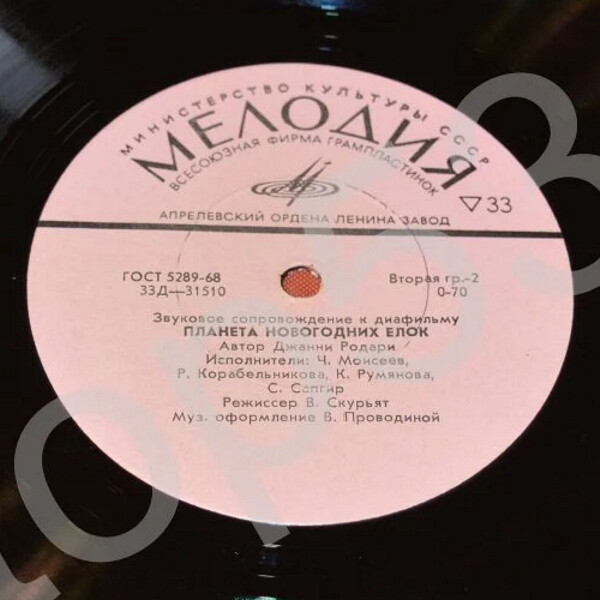 МИНИСТЕРСТВО КУЛЬТУРЫ СССР
МЕЛОДИЯ
ВСЕСОЮЗНАЯ ФИРМА ГРАМПЛАСТИНОК
▽ 33
АПРЕЛЕВСКИЙ ОРДЕНА ЛЕНИНА ЗАВОД
ГОСТ 5289-68 Вторая гр.-2
33Д—31510 0-70
Звуковое сопровождение к диафильму
ПЛАНЕТА НОВОГОДНИХ ЕЛОК
Автор Джанни Родари
Исполнители: Ч. Моисеев,
Р. Корабельникова, К. Румянова,
С. Сапгир
Режиссер В. Скурьят
Муз. оформление В. Проводиной